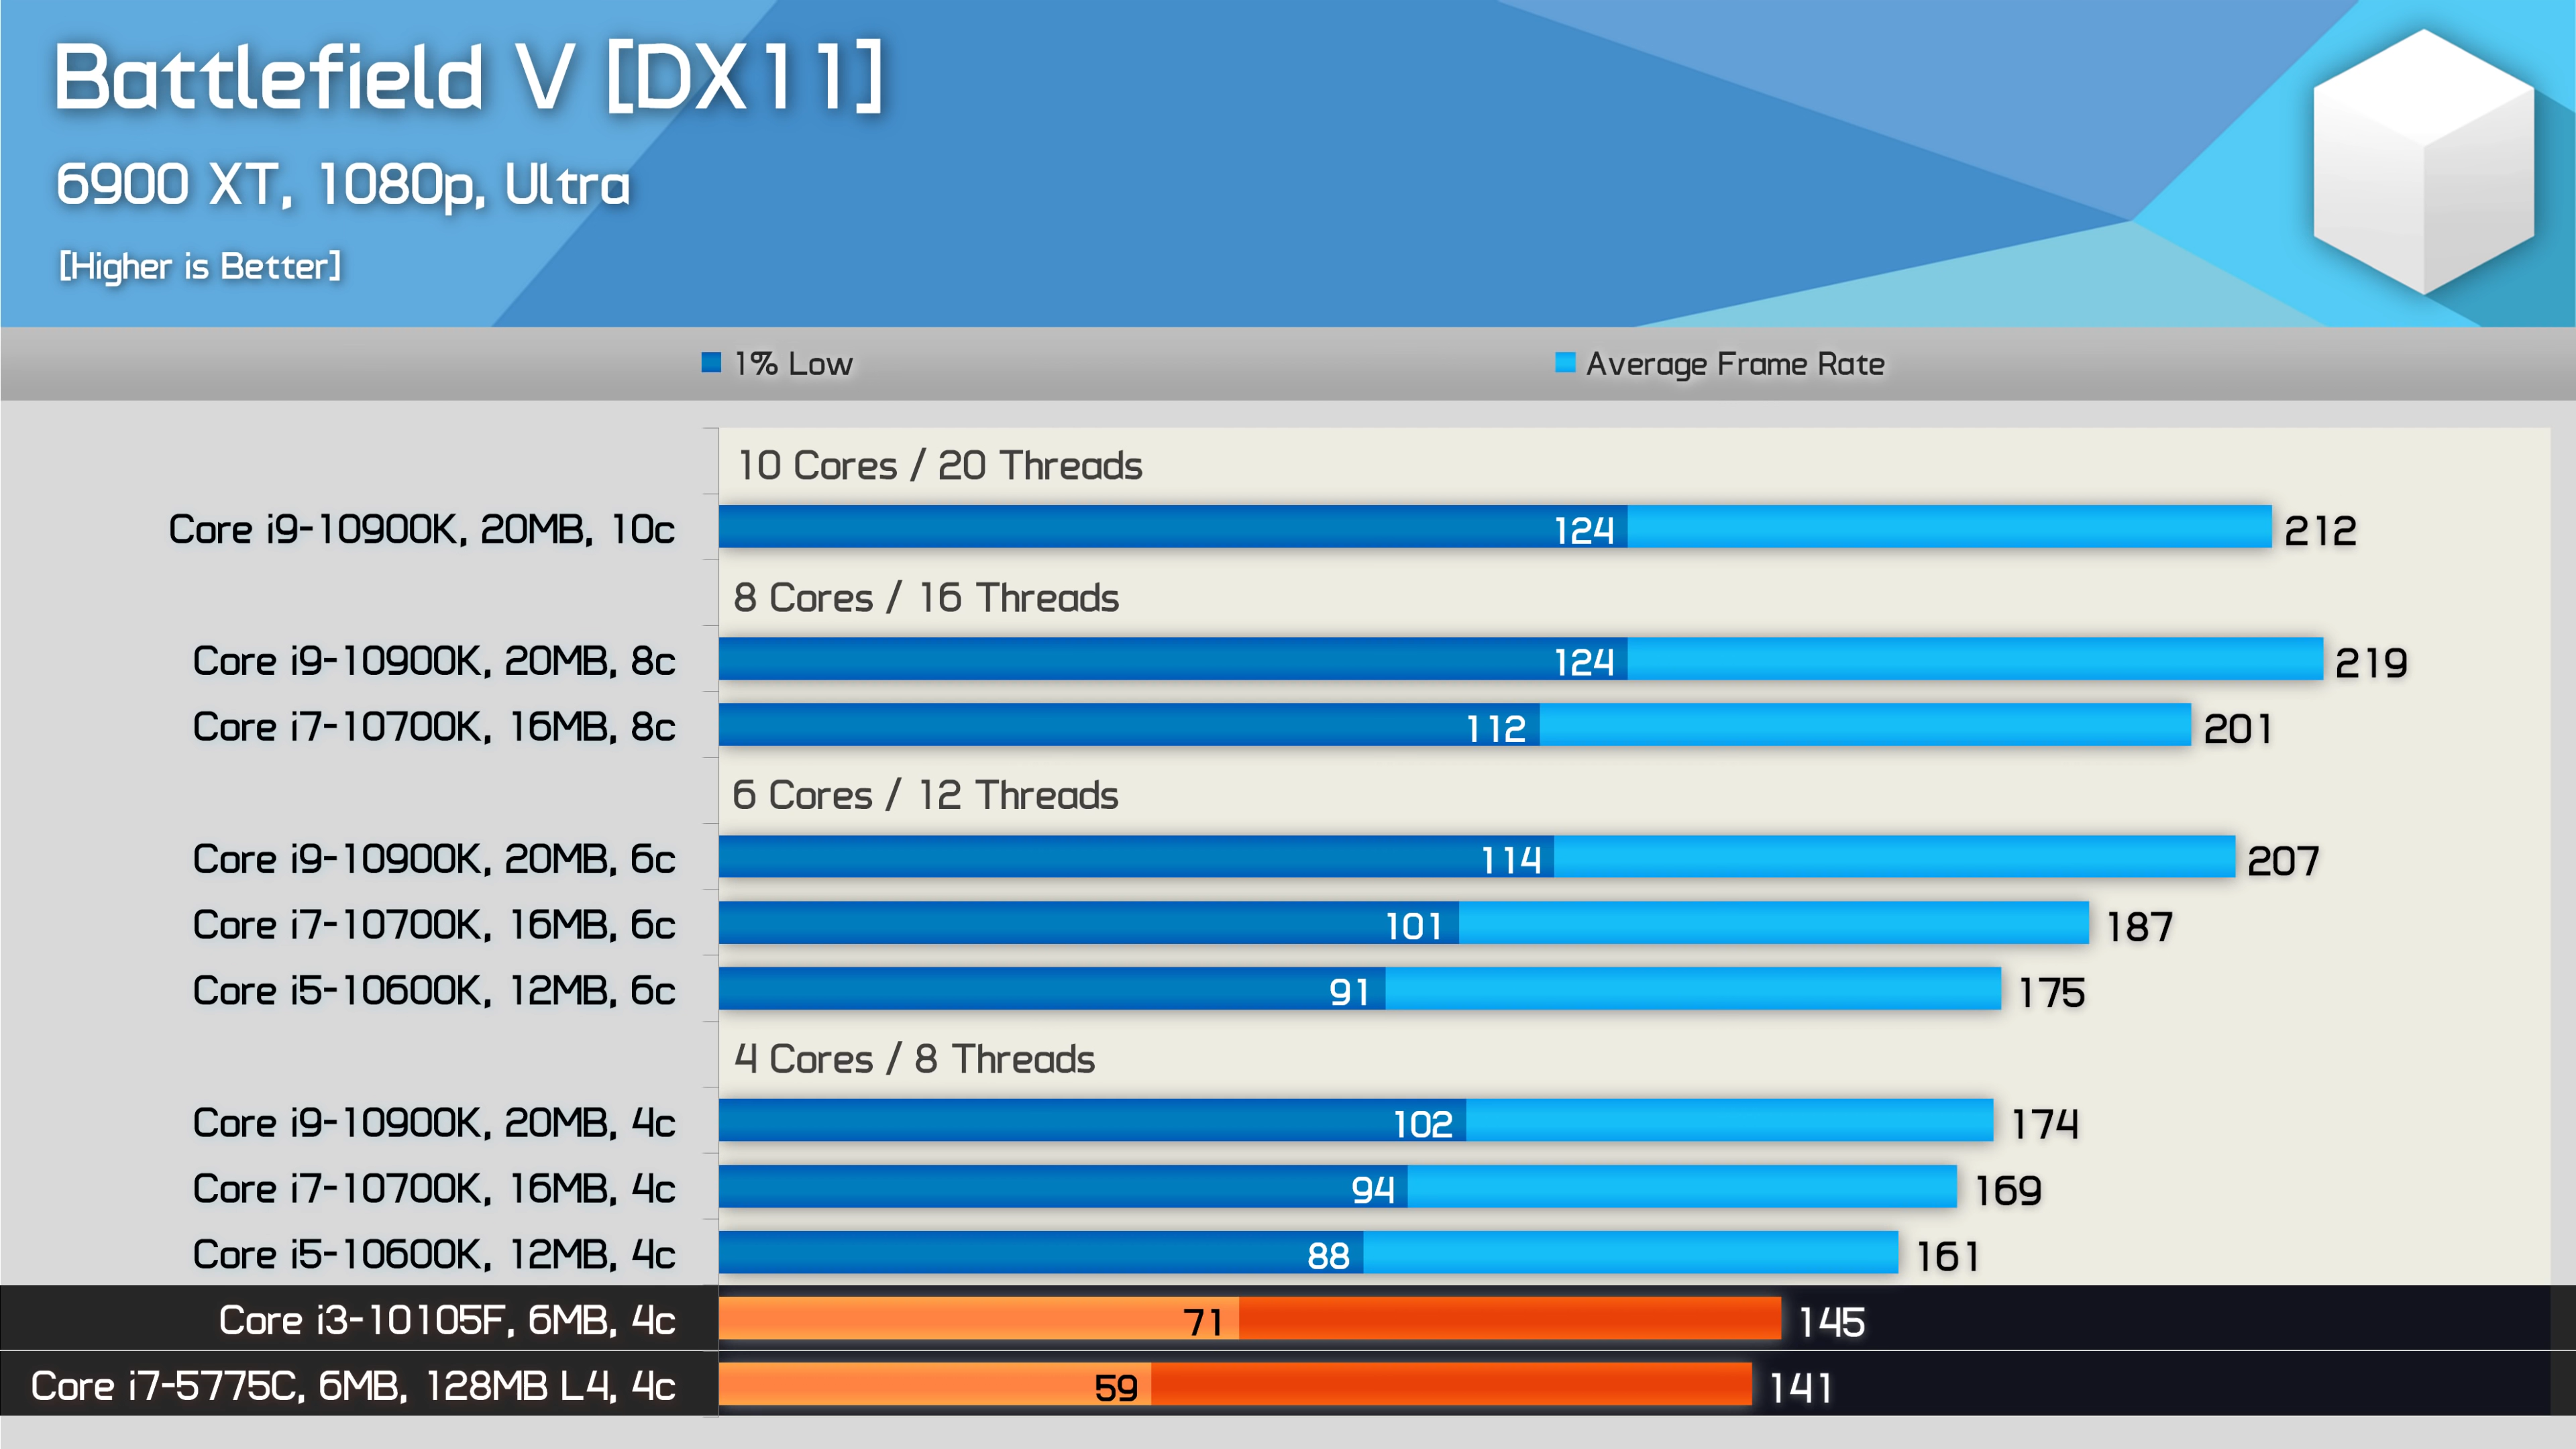 Battlefield V [DX11]
6900 XT, 1080p, Ultra
[Higher is Better]
1% Low
Average Frame Rate
10 Cores / 20 Threads
Core i9-10900K, 20MB, 10c 124 212
8 Cores / 16 Threads
Core i9-10900K, 20MB, 8c 124 219
Core i7-10700K, 16MB, 8c 112 201
6 Cores / 12 Threads
Core i9-10900K, 20MB, 6c 114 207
Core i7-10700K, 16MB, 6c 101 187
Core i5-10600K, 12MB, 6c 91 175
4 Cores / 8 Threads
Core i9-10900K, 20MB, 4c 102 174
Core i7-10700K, 16MB, 4c 94 169
Core i5-10600K, 12MB, 4c 88 161
Core i3-10105F, 6MB, 4c 71 145
Core i7-5775C, 6MB, 128MB L4, 4c 59 141